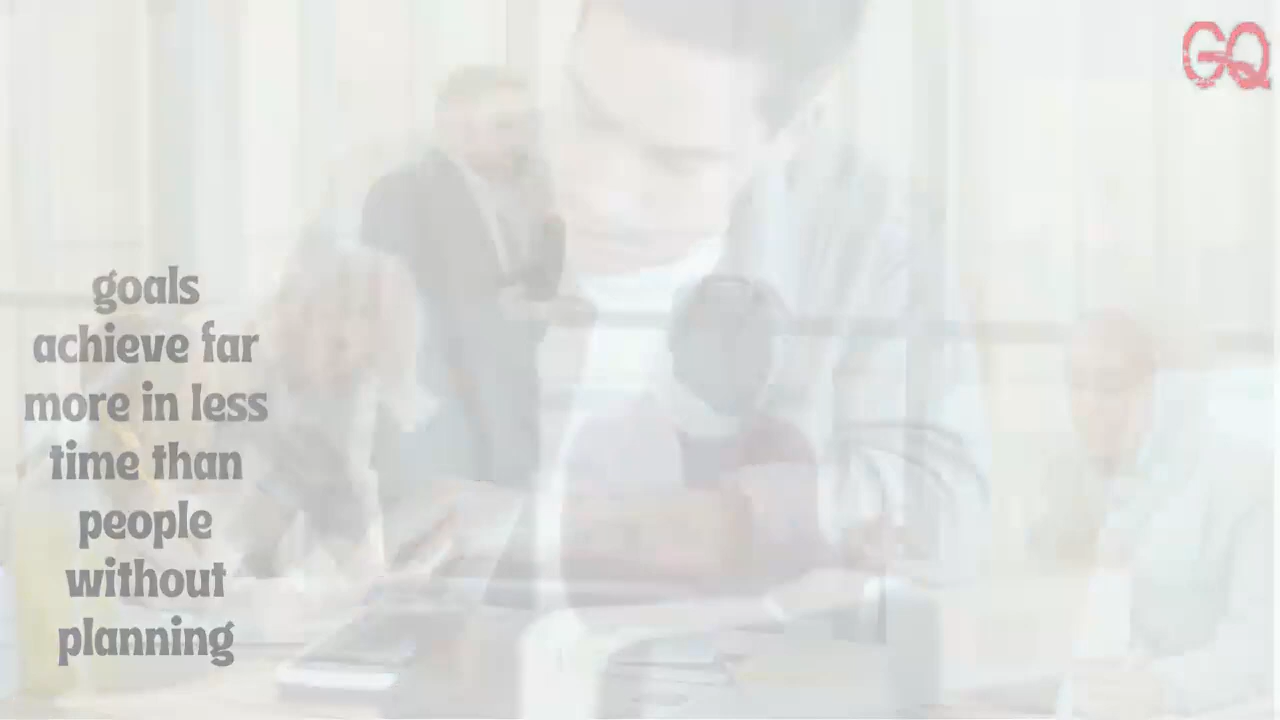 GQ
goals
achieve far
more in less
time than
people
without
planning